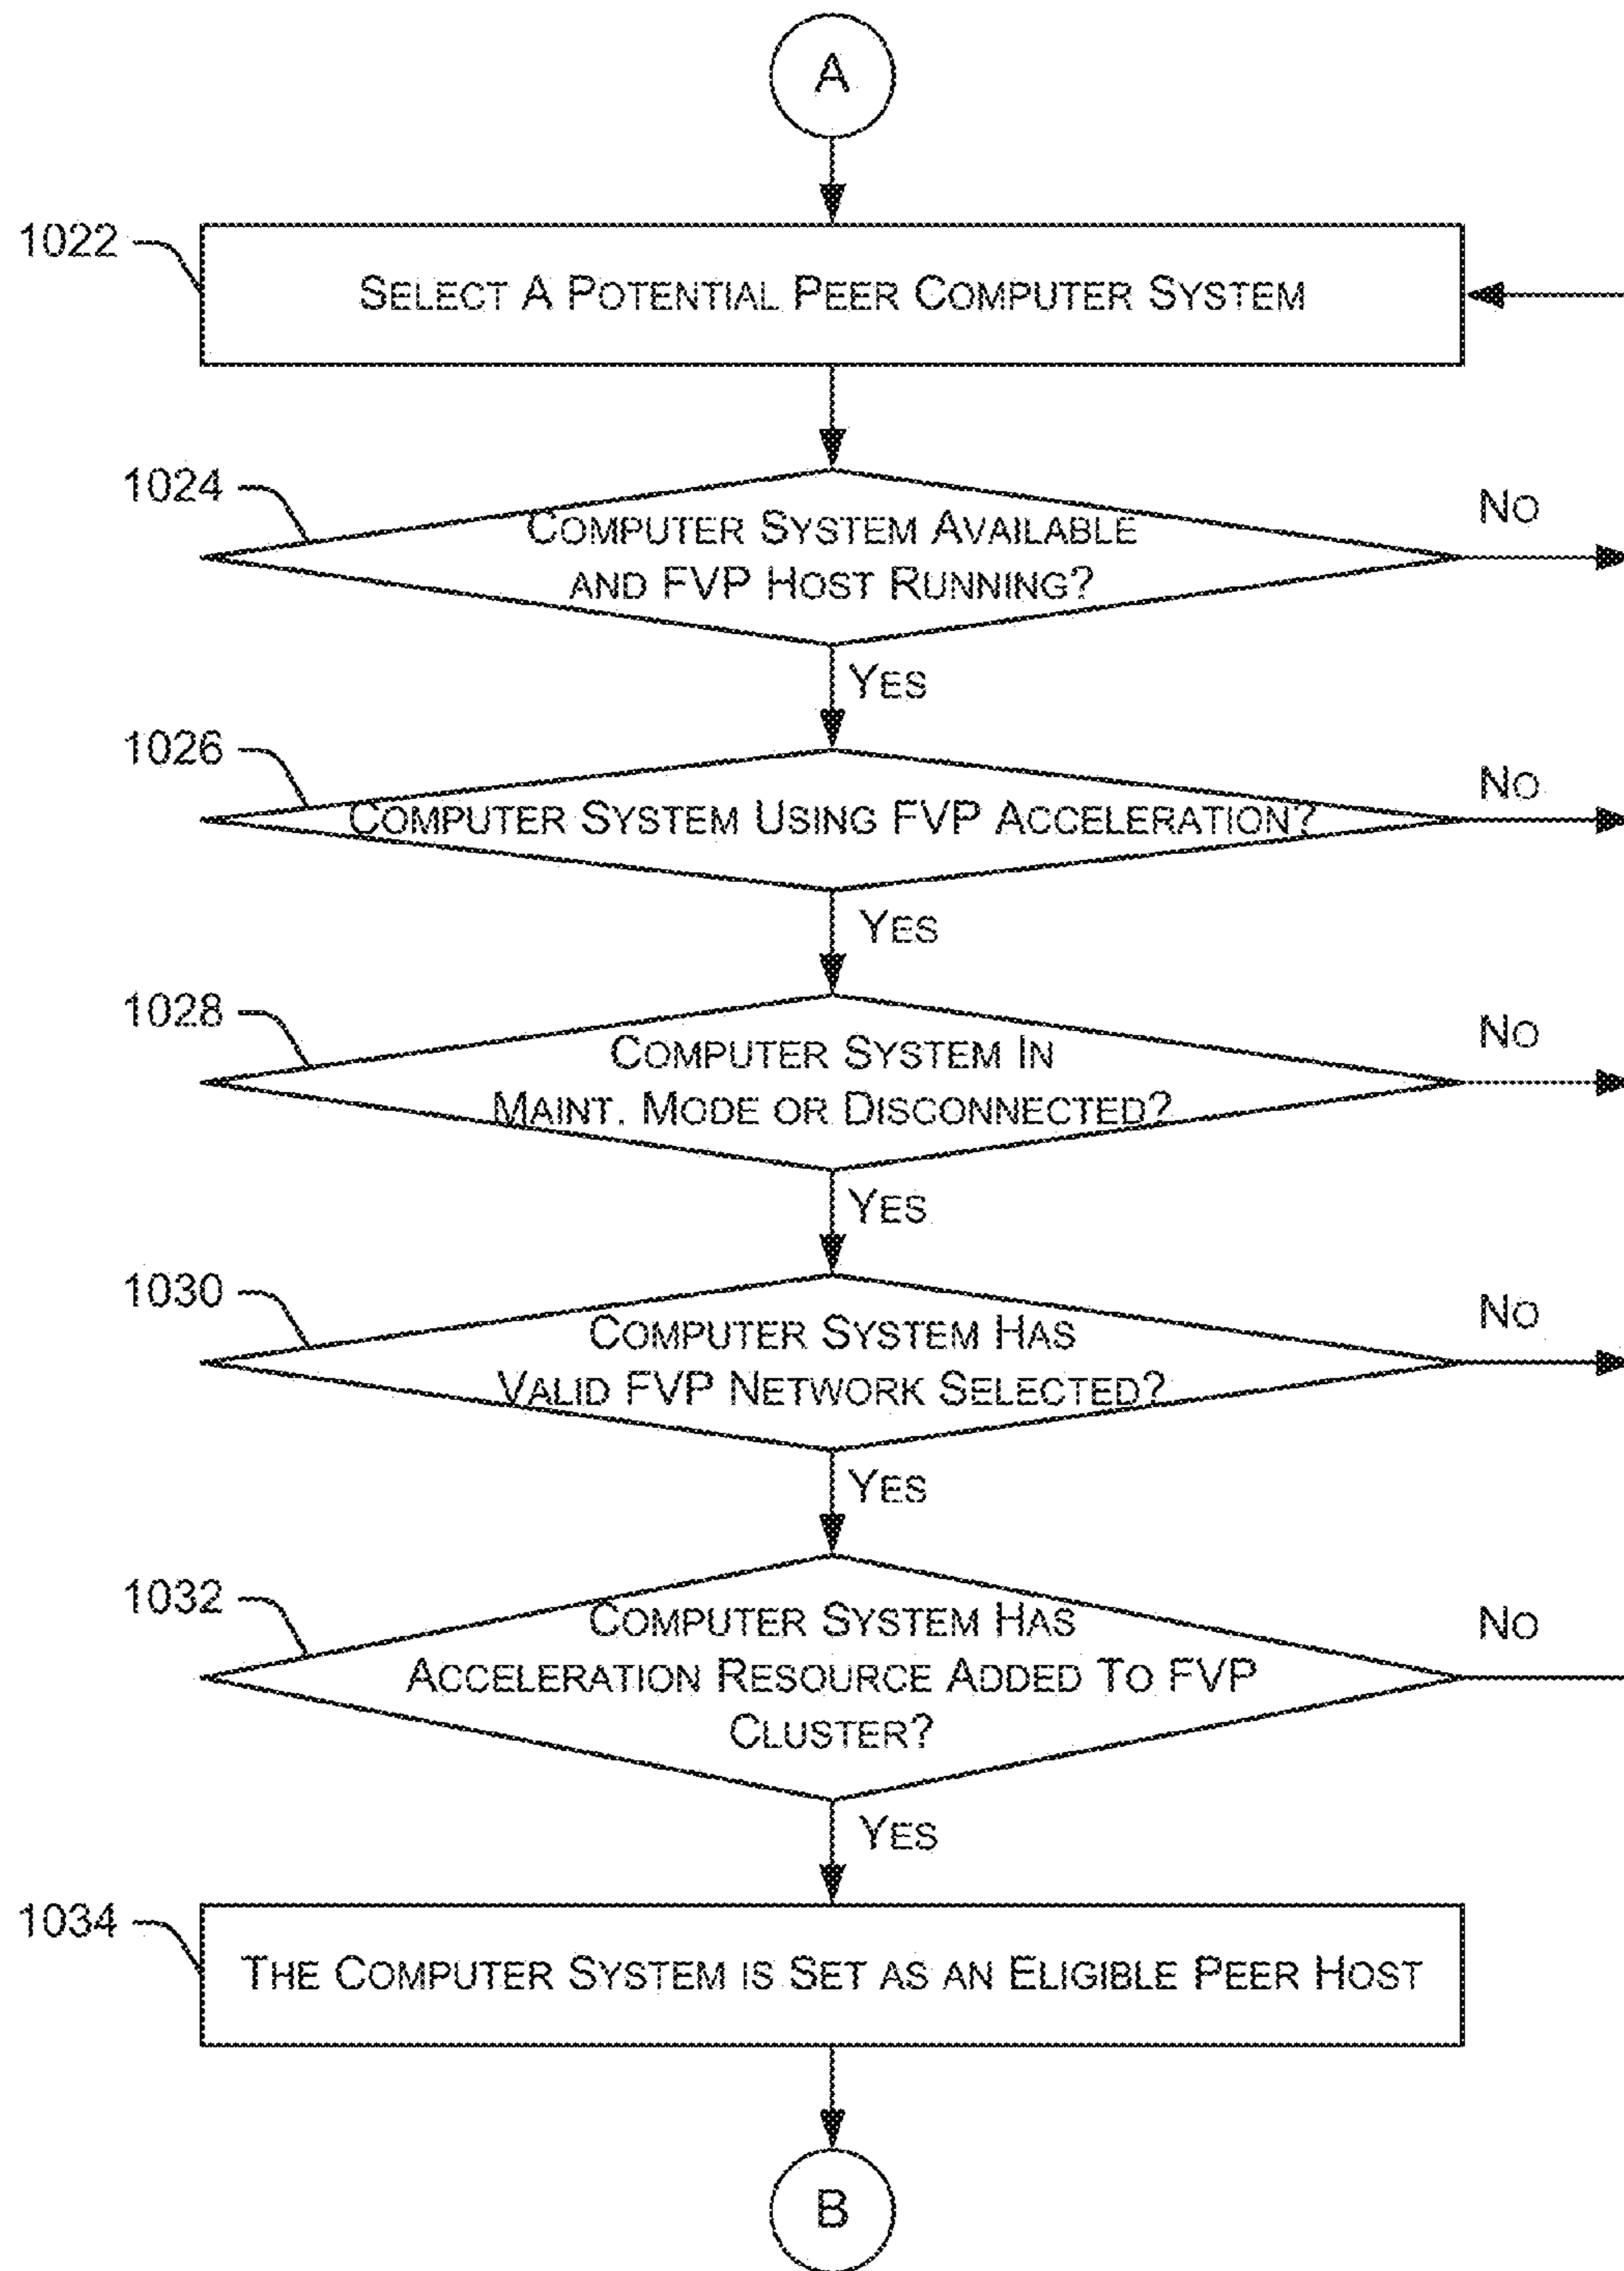 A
1022
SELECT A POTENTIAL PEER COMPUTER SYSTEM
1024
COMPUTER SYSTEM AVAILABLE
AND FVP HOST RUNNING?
NO
YES
1026
COMPUTER SYSTEM USING FVP ACCELERATION?
NO
YES
1028
COMPUTER SYSTEM IN
MAINT. MODE OR DISCONNECTED?
NO
YES
1030
COMPUTER SYSTEM HAS
VALID FVP NETWORK SELECTED?
NO
YES
1032
COMPUTER SYSTEM HAS
ACCELERATION RESOURCE ADDED TO FVP
CLUSTER?
NO
YES
1034
THE COMPUTER SYSTEM IS SET AS AN ELIGIBLE PEER HOST
B